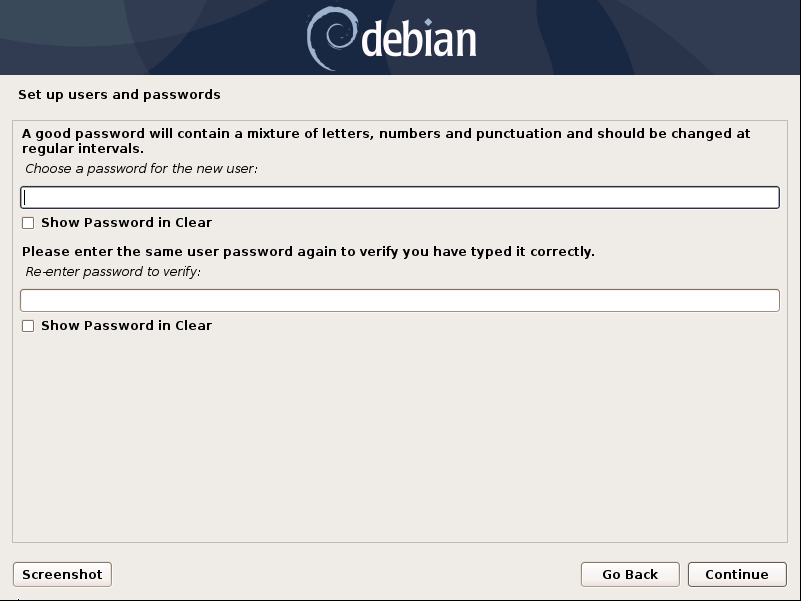 debian
Set up users and passwords
A good password will contain a mixture of letters, numbers and punctuation and should be changed at
regular intervals.
Choose a password for the new user:
Show Password in Clear
Please enter the same user password again to verify you have typed it correctly.
Re-enter password to verify:
Show Password in Clear
Screenshot
Go Back
Continue